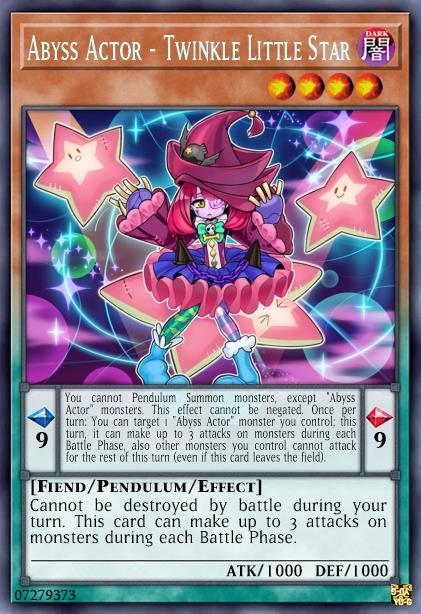 Abyss Actor - Twinkle Little Star
DARK
闇
You cannot Pendulum Summon monsters, except "Abyss
Actor" monsters. This effect cannot be negated. Once per
turn: You can target 1 "Abyss Actor" monster you control; this
turn, it can make up to 3 attacks on monsters during each
Battle Phase, also other monsters you control cannot attack
for the rest of this turn (even if this card leaves the field).
9
9
[Fiend/Pendulum/Effect]
Cannot be destroyed by battle during your
turn. This card can make up to 3 attacks on
monsters during each Battle Phase.
ATK/1000 DEF/1000
07279373